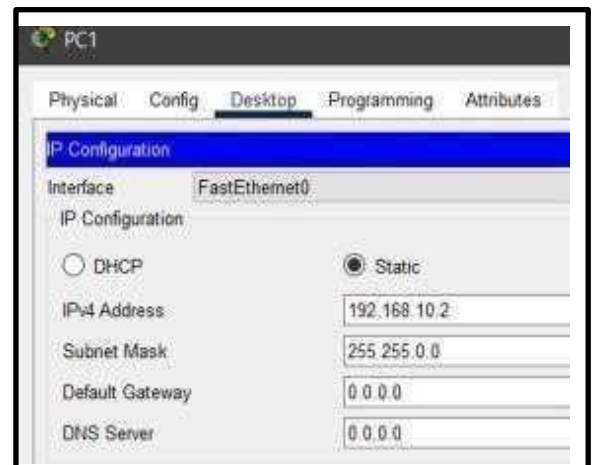 PC1
Physical Config Desktop Programming Attributes
IP Configuration
Interface FastEthernet0
IP Configuration
DHCP Static
IPv4 Address 192.168.10.2
Subnet Mask 255.255.0.0
Default Gateway 0.0.0.0
DNS Server 0.0.0.0